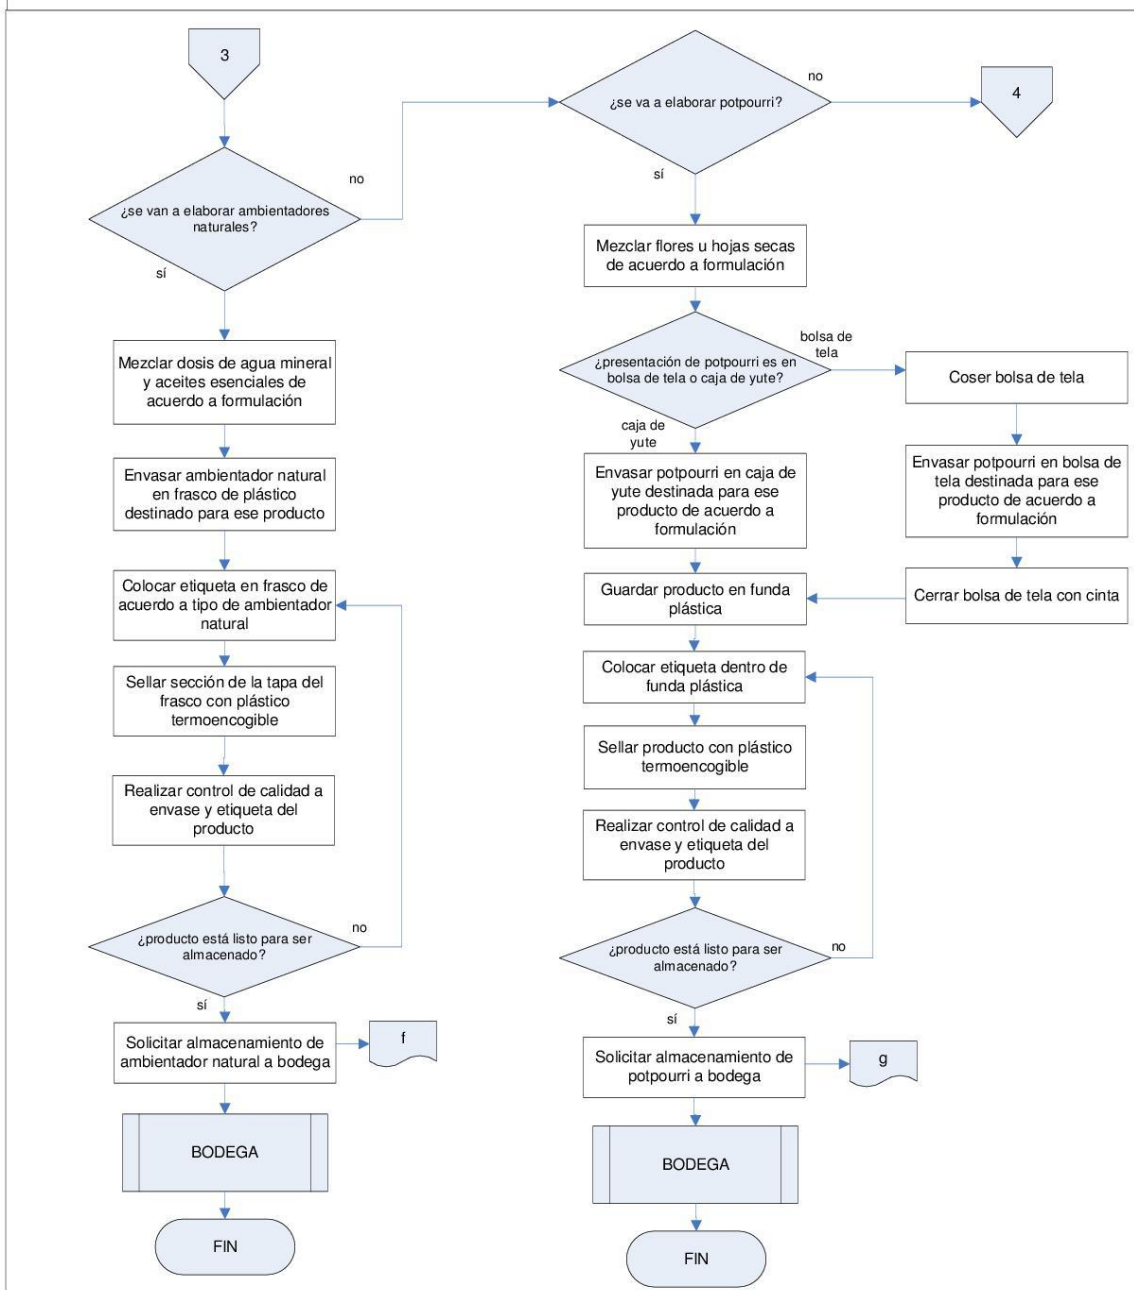 3
¿se van a elaborar ambientadores
naturales?
no
sí
Mezclar dosis de agua mineral
y aceites esenciales de
acuerdo a formulación
Envasar ambientador natural
en frasco de plástico
destinado para ese producto
Colocar etiqueta en frasco de
acuerdo a tipo de ambientador
natural
Sellar sección de la tapa del
frasco con plástico
termoencogible
Realizar control de calidad a
envase y etiqueta del
producto
¿producto está listo para ser
almacenado?
no
sí
Solicitar almacenamiento de
ambientador natural a bodega
f
BODEGA
FIN
¿se va a elaborar potpourri?
no
4
sí
Mezclar flores u hojas secas
de acuerdo a formulación
¿presentación de potpourri es en
bolsa de tela o caja de yute?
bolsa de
tela
Coser bolsa de tela
Envasar potpourri en bolsa de
tela destinada para ese
producto de acuerdo a
formulación
Cerrar bolsa de tela con cinta
caja de
yute
Envasar potpourri en caja de
yute destinada para ese
producto de acuerdo a
formulación
Guardar producto en funda
plástica
Colocar etiqueta dentro de
funda plástica
Sellar producto con plástico
termoencogible
Realizar control de calidad a
envase y etiqueta del
producto
¿producto está listo para ser
almacenado?
no
sí
Solicitar almacenamiento de
potpourri a bodega
g
BODEGA
FIN